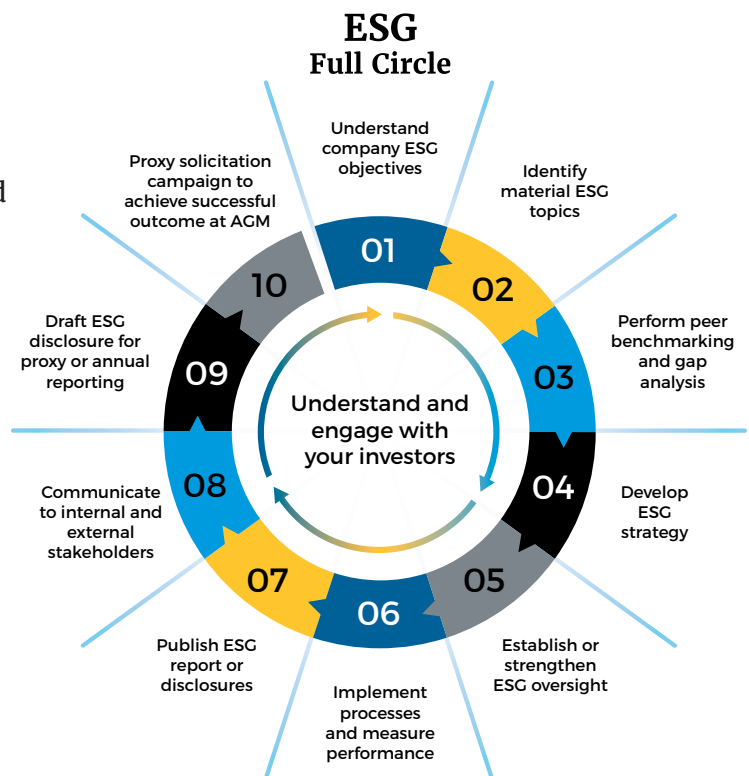 ESG
Full Circle
01
Understand
company ESG
objectives
02
Identify
material ESG
topics
03
Perform peer
benchmarking
and gap
analysis
04
Develop
ESG
strategy
05
Establish or
strengthen
ESG oversight
06
Implement
processes
and measure
performance
07
Publish ESG
report or
disclosures
08
Communicate
to internal and
external
stakeholders
09
Draft ESG
disclosure for
proxy or annual
reporting
10
Proxy solicitation
campaign to
achieve successful
outcome at AGM
Understand and
engage with
your investors